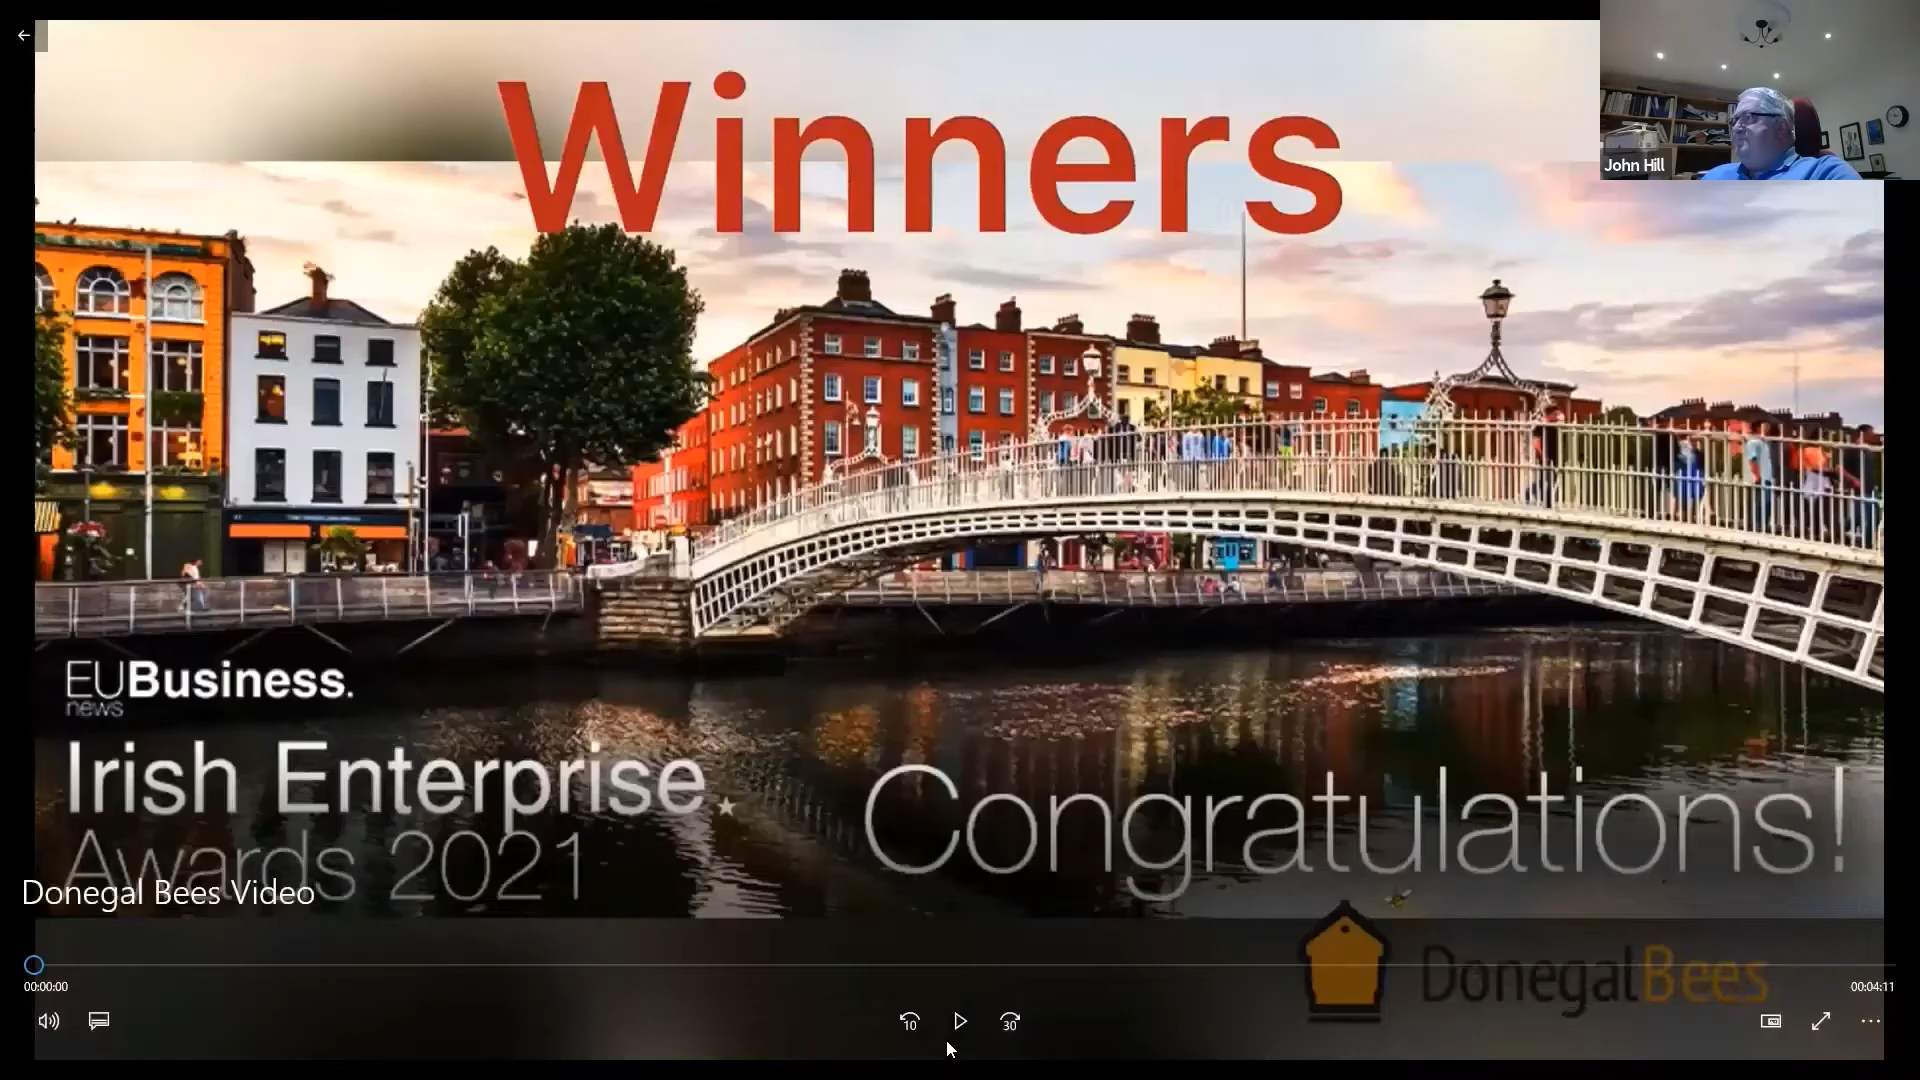 Winners
John Hill
EUBusiness.
news
Irish Enterprise
Awards 2021
Congratulations!
Donegal Bees Video
DonegalBees
00:00:00
00:04:11
10
30